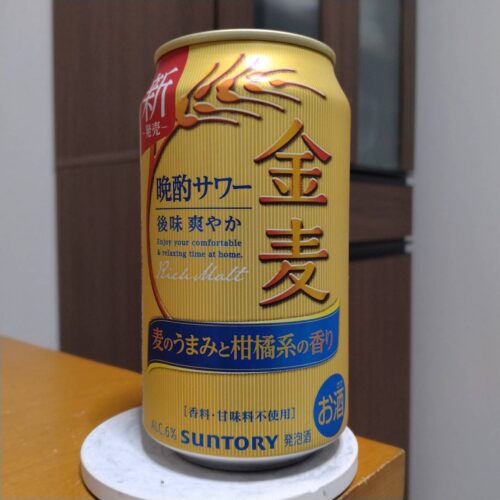 新
–発売–
金麦
晩酌サワー
後味 爽やか
Enjoy your comfortable
& relaxing time at home.
Rich Malt
麦のうまみと柑橘系の香り
[香料・甘味料不使用]
お酒
ALC.6% SUNTORY 発泡酒